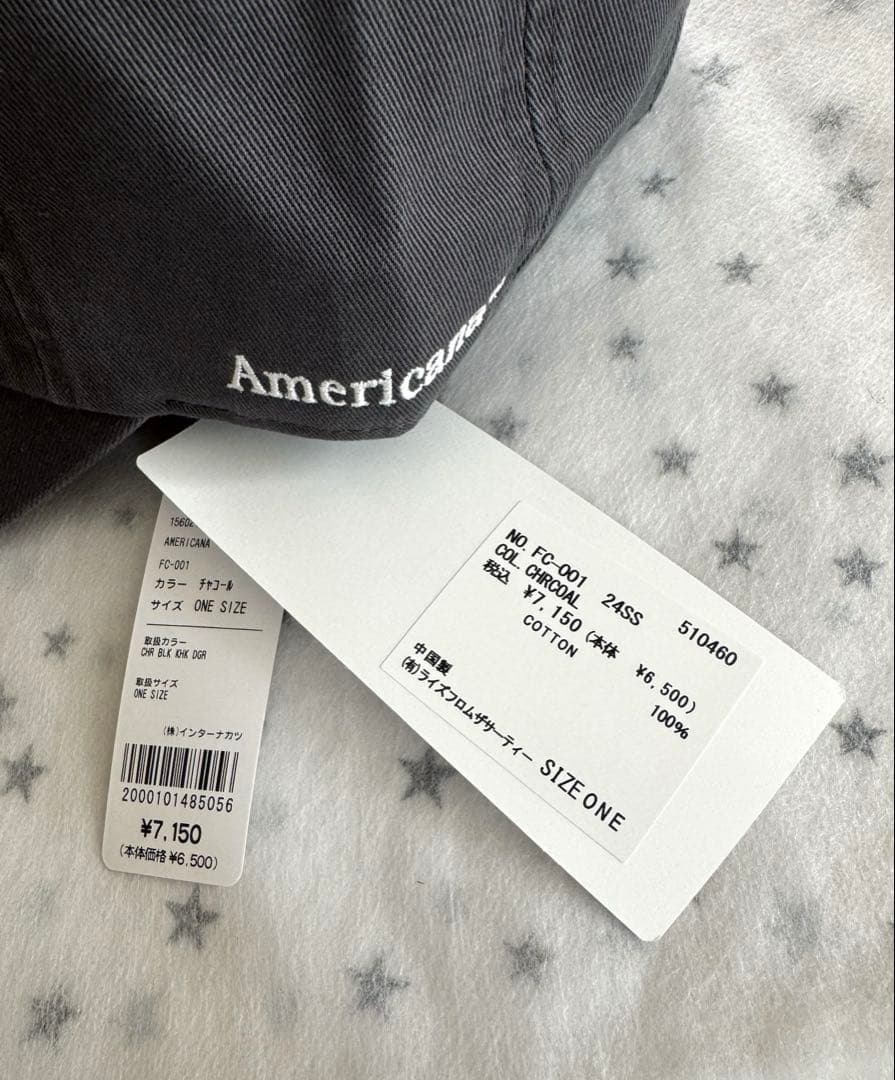 Americana
15602
AMERICANA
FC-001
カラー ﾁｬｺｰﾙ
サイズ ONE SIZE
取扱カラー
CHR BLK KHK DGR
取扱サイズ
ONE SIZE
(株)インターナカツ
2000101485056
¥7,150
(本体価格 ¥6,500)
NO. FC-001 24SS 510460
COL. CHRCOAL
税込 ¥7,150 (本体 ¥6,500)
COTTON 100%
中国製
(有)ライズフロムザサーティー SIZE ONE